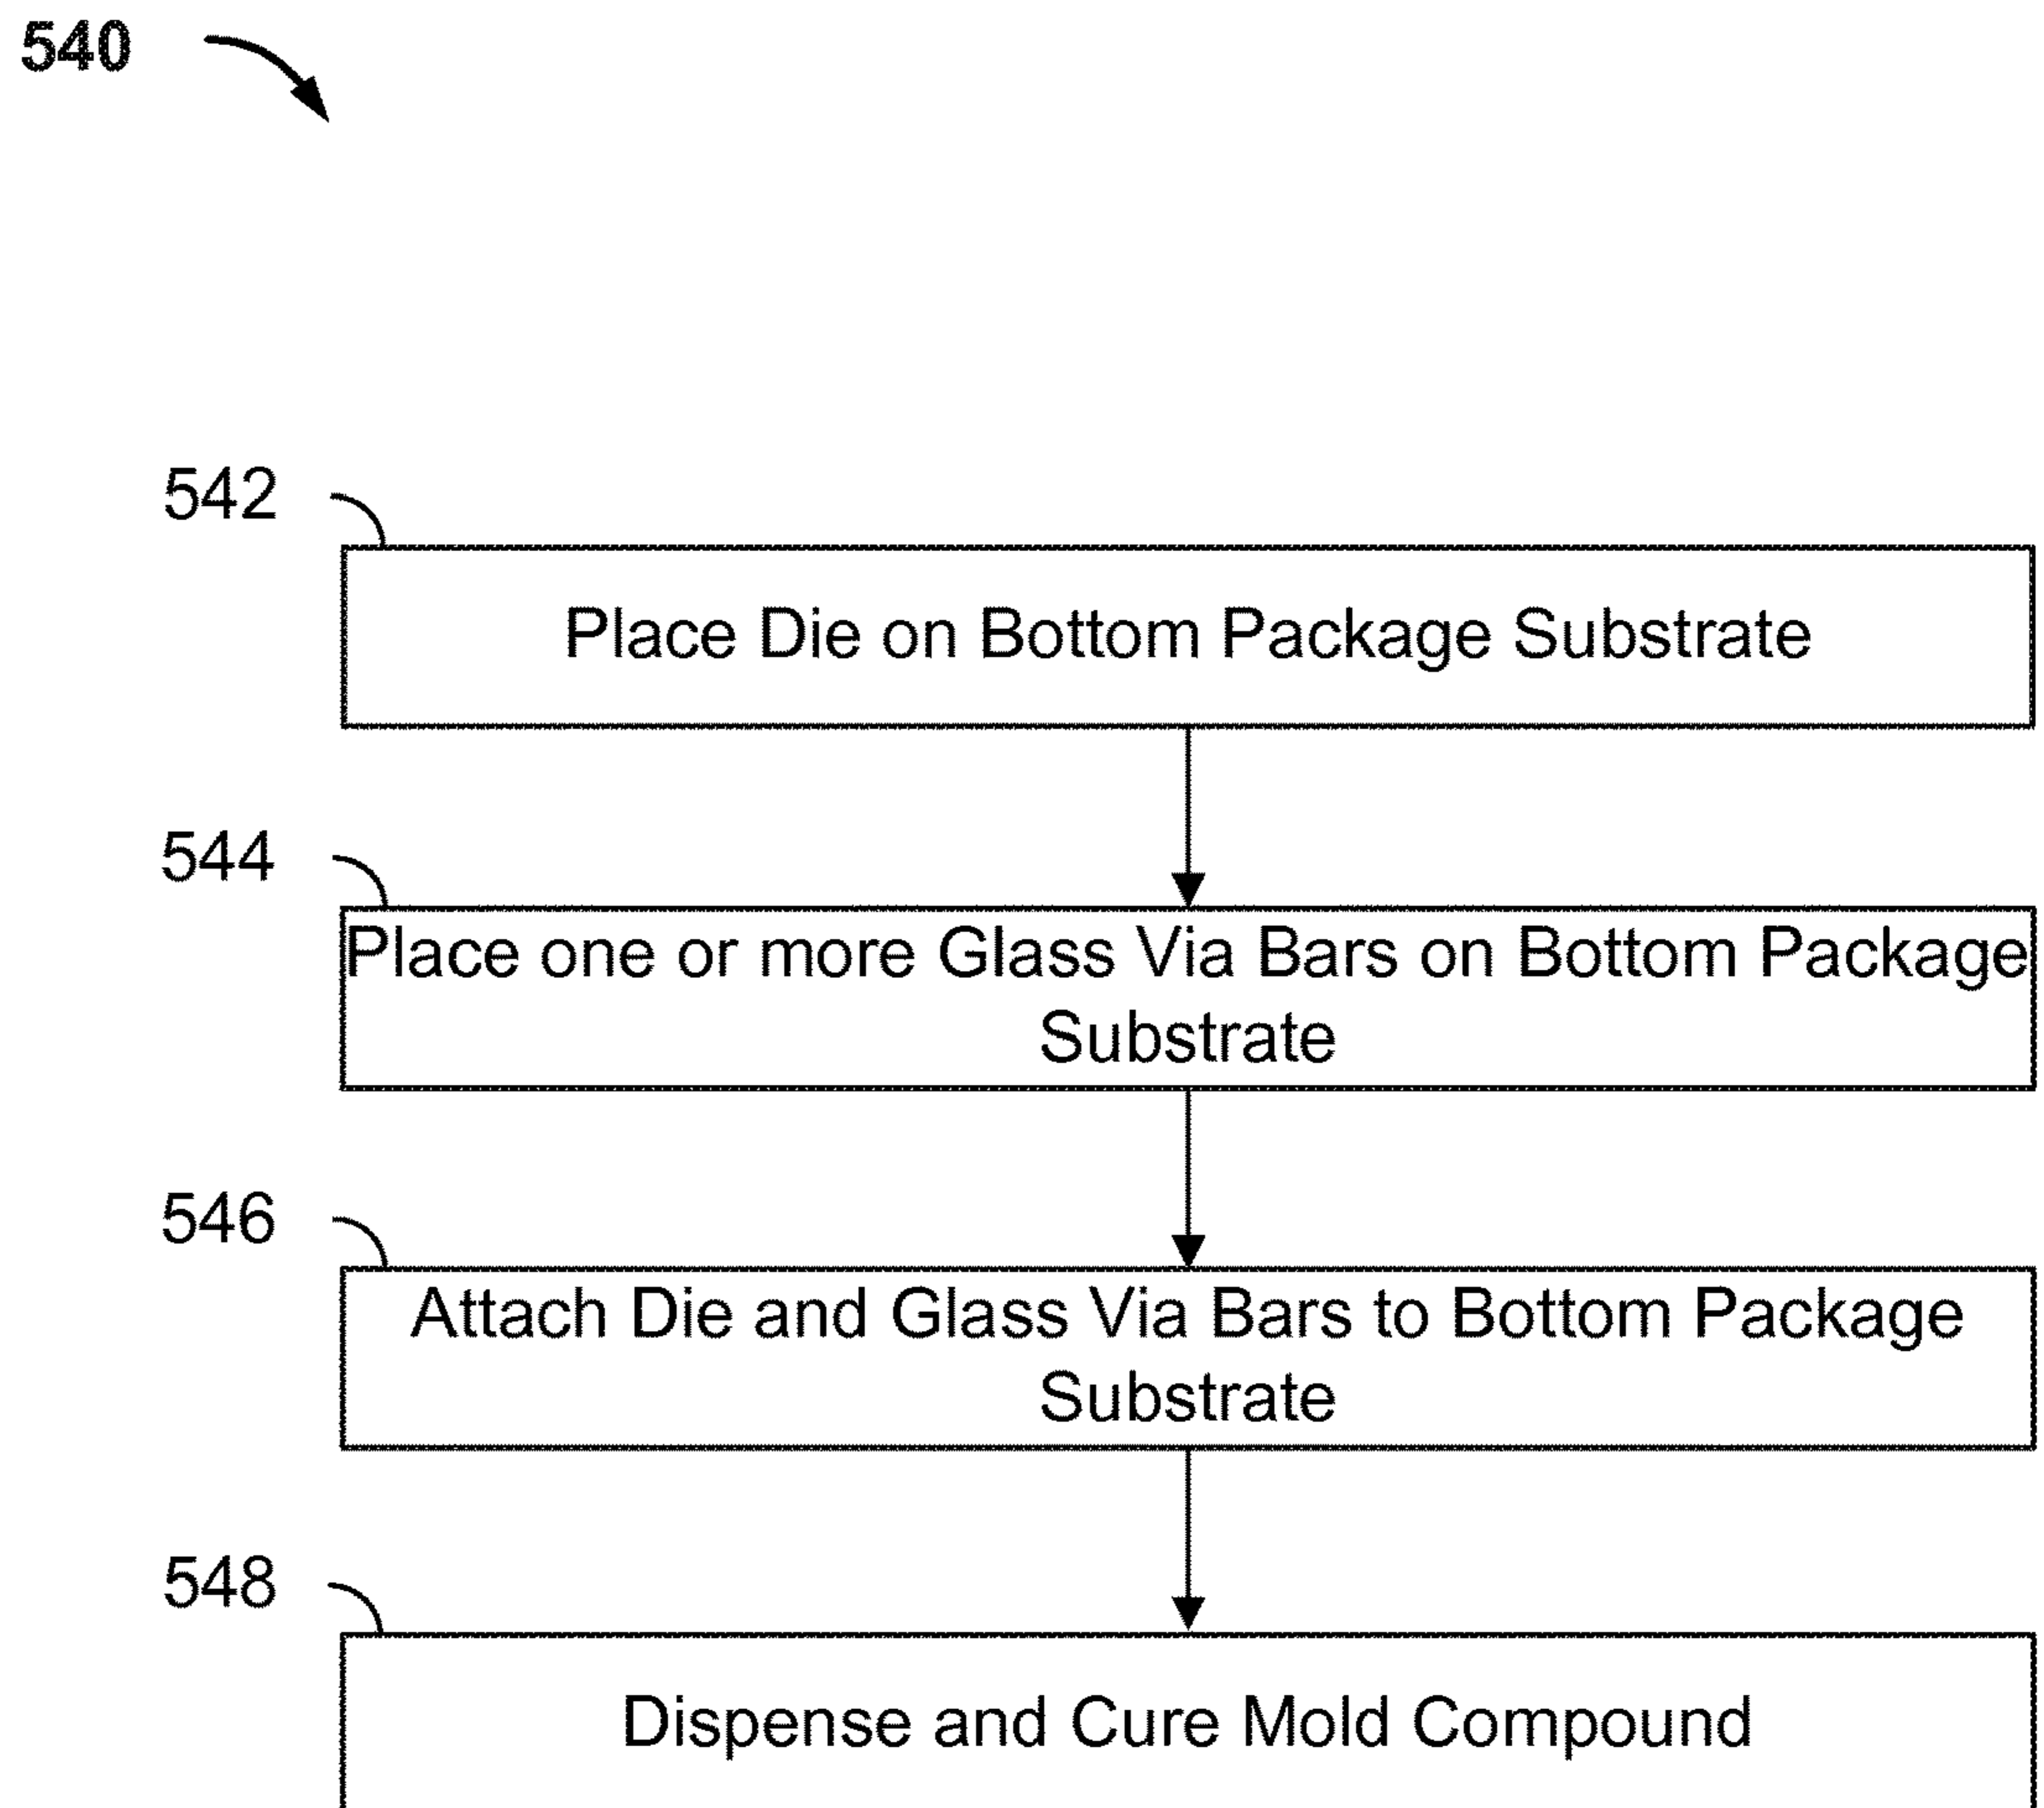 540
542
Place Die on Bottom Package Substrate
544
Place one or more Glass Via Bars on Bottom Package
Substrate
546
Attach Die and Glass Via Bars to Bottom Package
Substrate
548
Dispense and Cure Mold Compound